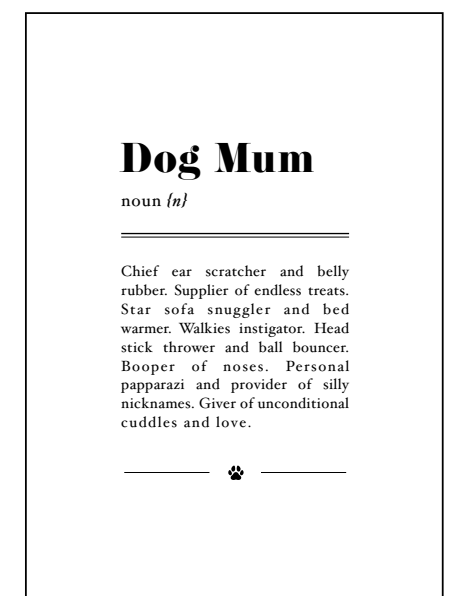 Dog Mum
noun {n}
Chief ear scratcher and belly
rubber. Supplier of endless treats.
Star sofa snuggler and bed
warmer. Walkies instigator. Head
stick thrower and ball bouncer.
Booper of noses. Personal
papparazi and provider of silly
nicknames. Giver of unconditional
cuddles and love.